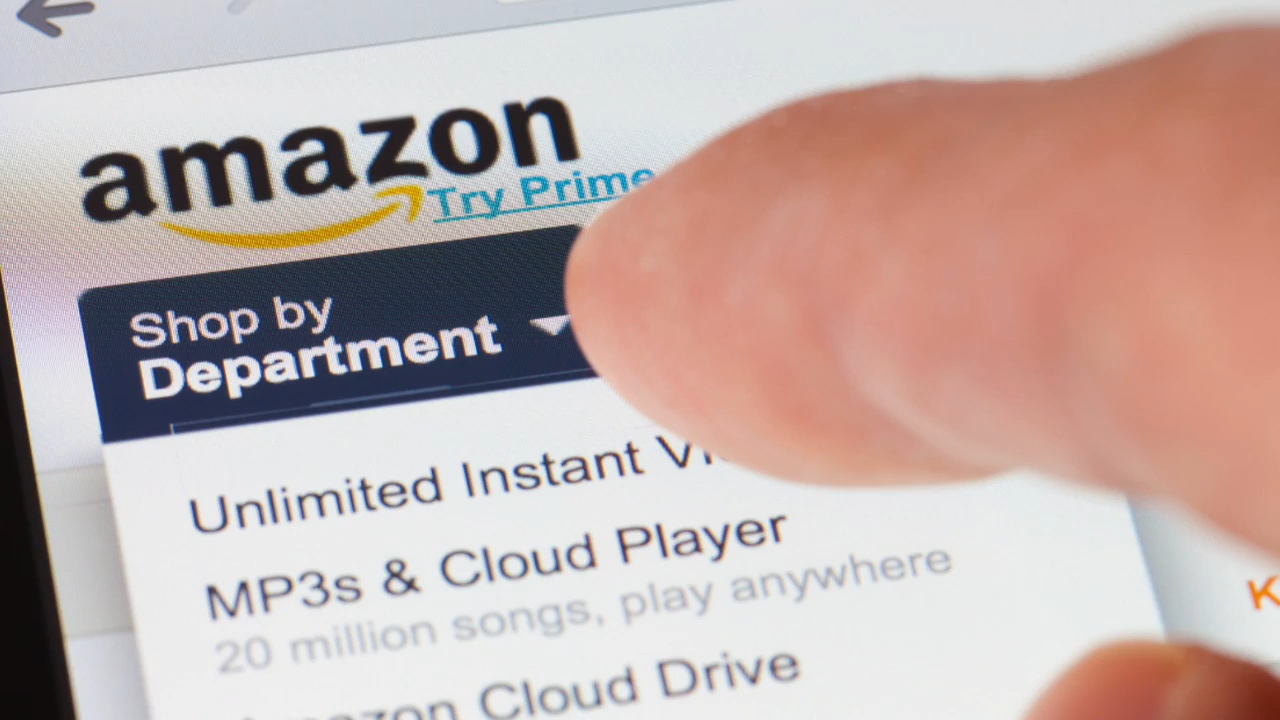 amazon
Try Prime
Shop by
Department
Unlimited Instant
MP3s & Cloud Player
20 million songs, play anywhere
Cloud Drive
K